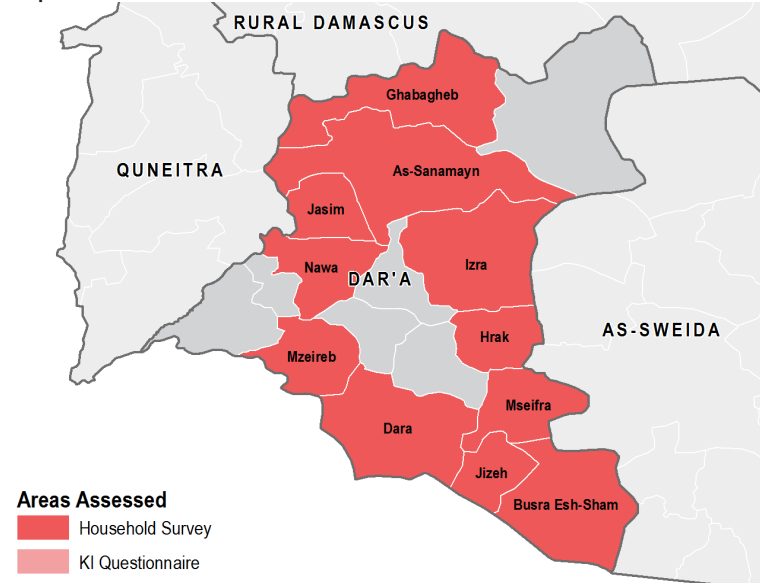 RURAL DAMASCUS
Ghabagheb
QUNEITRA
As-Sanamayn
Jasim
Nawa
Izra
DAR'A
Hrak
AS-SWEIDA
Mzeireb
Mseifra
Dara
Jizeh
Busra Esh-Sham
Areas Assessed
Household Survey
KI Questionnaire